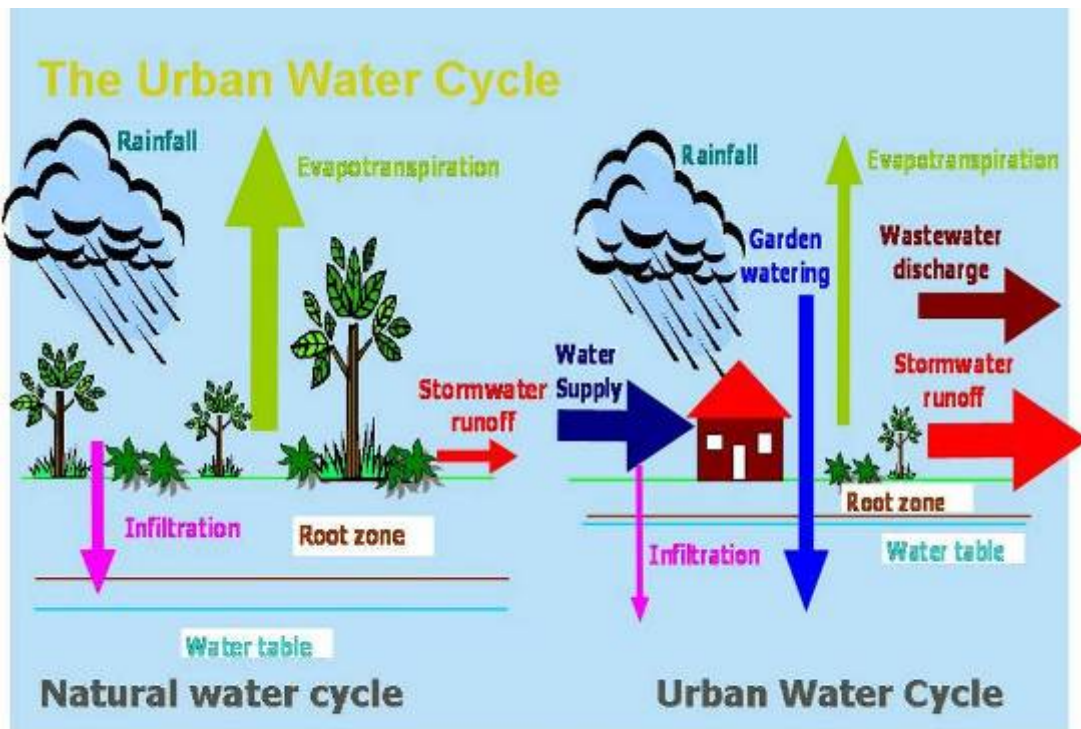 The Urban Water Cycle
Rainfall
Evapotranspiration
Stormwater
runoff
Infiltration
Root zone
Water table
Natural water cycle
Rainfall
Evapotranspiration
Garden
watering
Wastewater
discharge
Water
Supply
Stormwater
runoff
Root zone
Infiltration
Water table
Urban Water Cycle